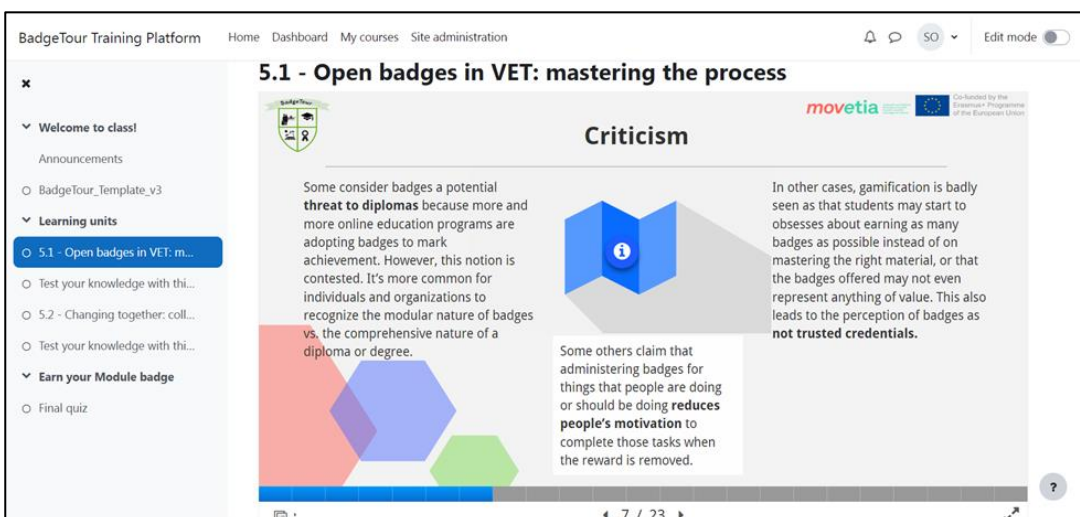 BadgeTour Training Platform
Home Dashboard My courses Site administration
SO
Edit mode
Welcome to class!
Announcements
BadgeTour_Template_v3
Learning units
5.1 - Open badges in VET: m...
Test your knowledge with thi...
5.2 - Changing together: coll...
Test your knowledge with thi...
Earn your Module badge
Final quiz
5.1 - Open badges in VET: mastering the process
BadgeTour
movetia
Co-funded by the
Erasmus+ Programme
of the European Union
Criticism
Some consider badges a potential
threat to diplomas because more and
more online education programs are
adopting badges to mark
achievement. However, this notion is
contested. It's more common for
individuals and organizations to
recognize the modular nature of badges
vs. the comprehensive nature of a
diploma or degree.
Some others claim that
administering badges for
things that people are doing
or should be doing reduces
people's motivation to
complete those tasks when
the reward is removed.
In other cases, gamification is badly
seen as that students may start to
obsesses about earning as many
badges as possible instead of on
mastering the right material, or that
the badges offered may not even
represent anything of value. This also
leads to the perception of badges as
not trusted credentials.
7 / 23
?